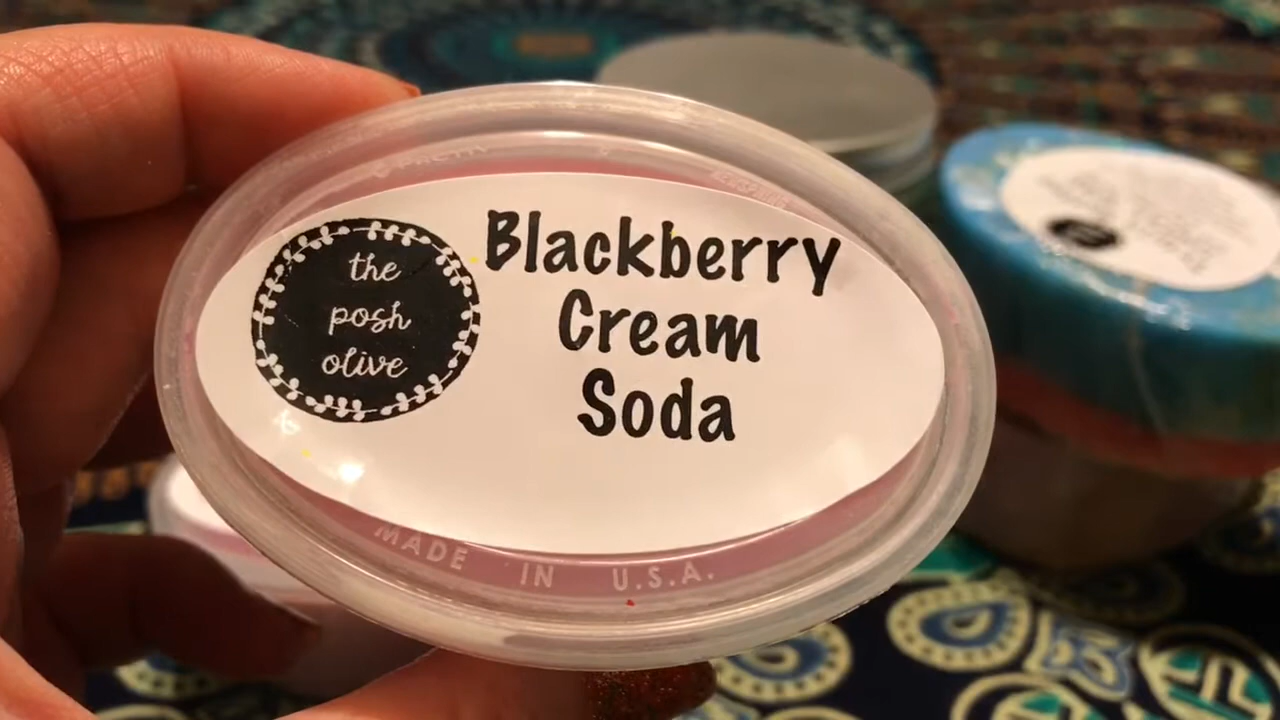 the
posh
olive
Blackberry
Cream
Soda
MADE IN U.S.A.